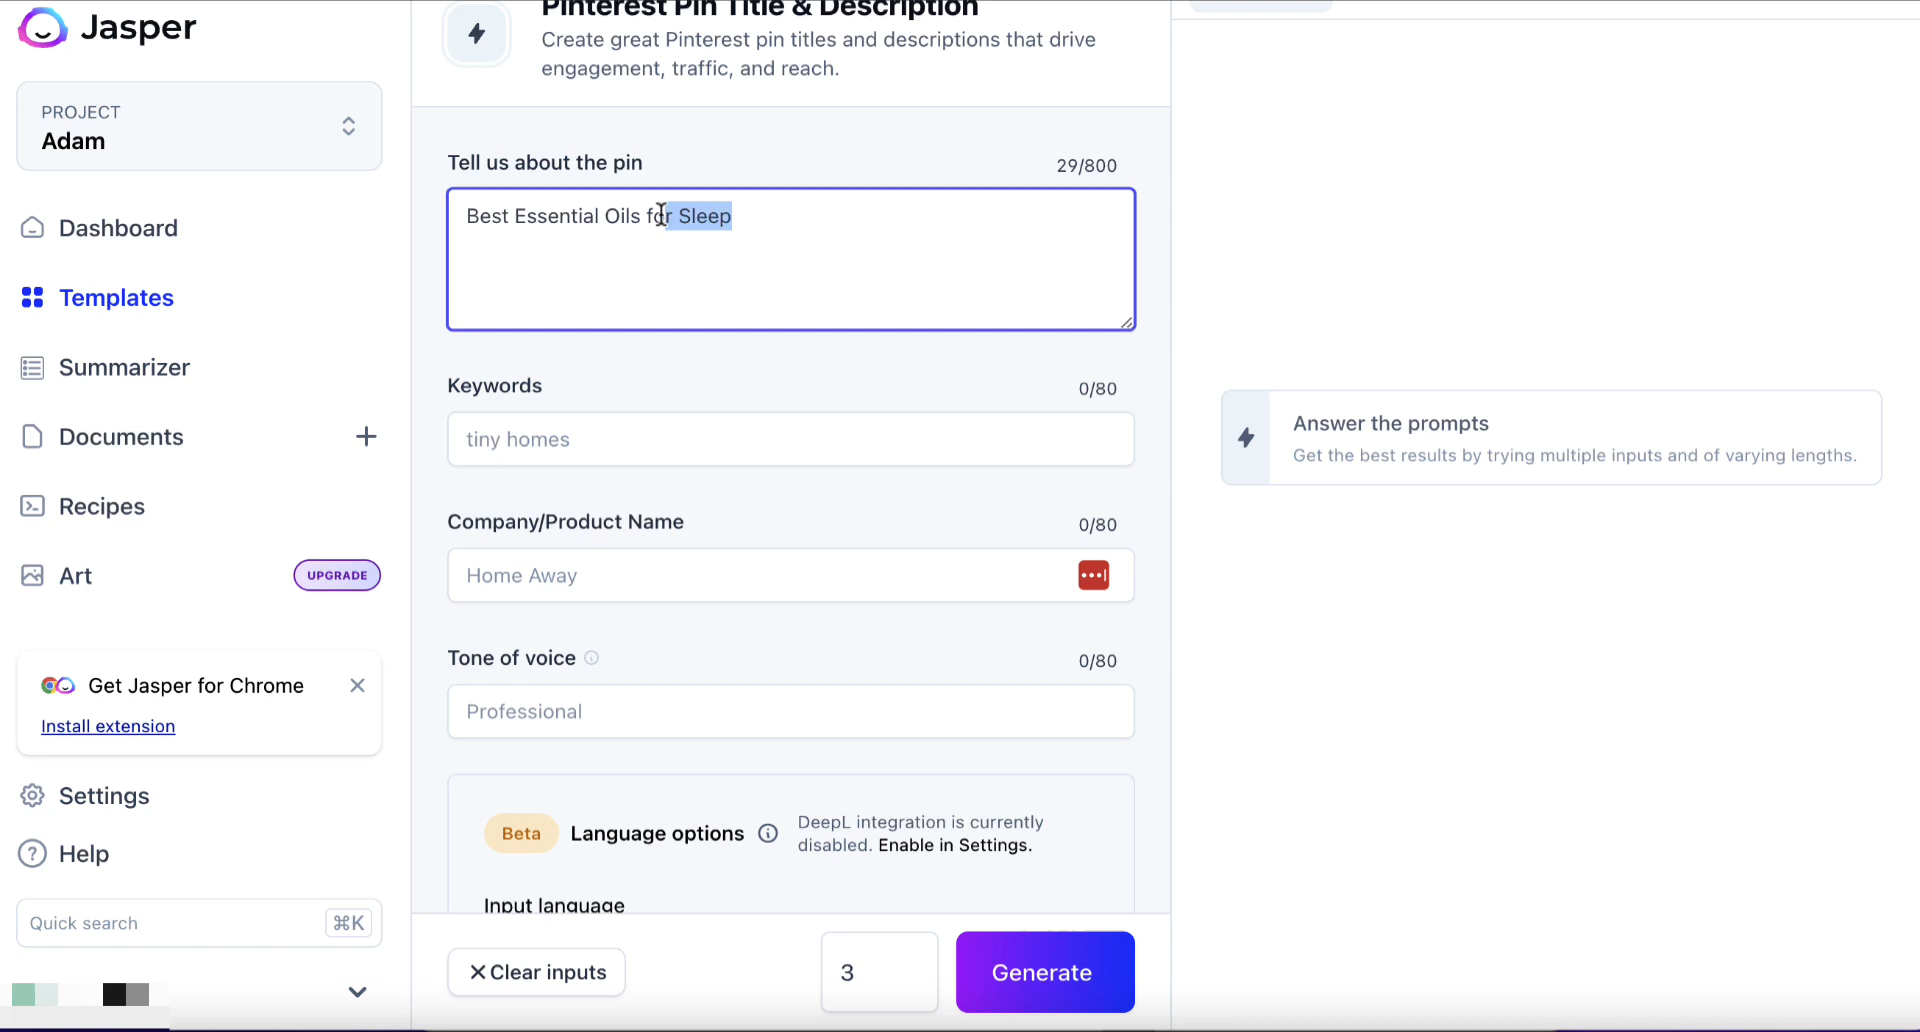 Jasper
PROJECT
Adam
Dashboard
Templates
Summarizer
Documents
Recipes
Art
UPGRADE
Get Jasper for Chrome
Install extension
Settings
Help
Quick search
⌘K
Pinterest Pin Title & Description
Create great Pinterest pin titles and descriptions that drive
engagement, traffic, and reach.
Tell us about the pin
29/800
Best Essential Oils for Sleep
Keywords
0/80
tiny homes
Company/Product Name
0/80
Home Away
Tone of voice
0/80
Professional
Beta
Language options
DeepL integration is currently
disabled. Enable in Settings.
Input language
Clear inputs
3
Generate
Answer the prompts
Get the best results by trying multiple inputs and of varying lengths.